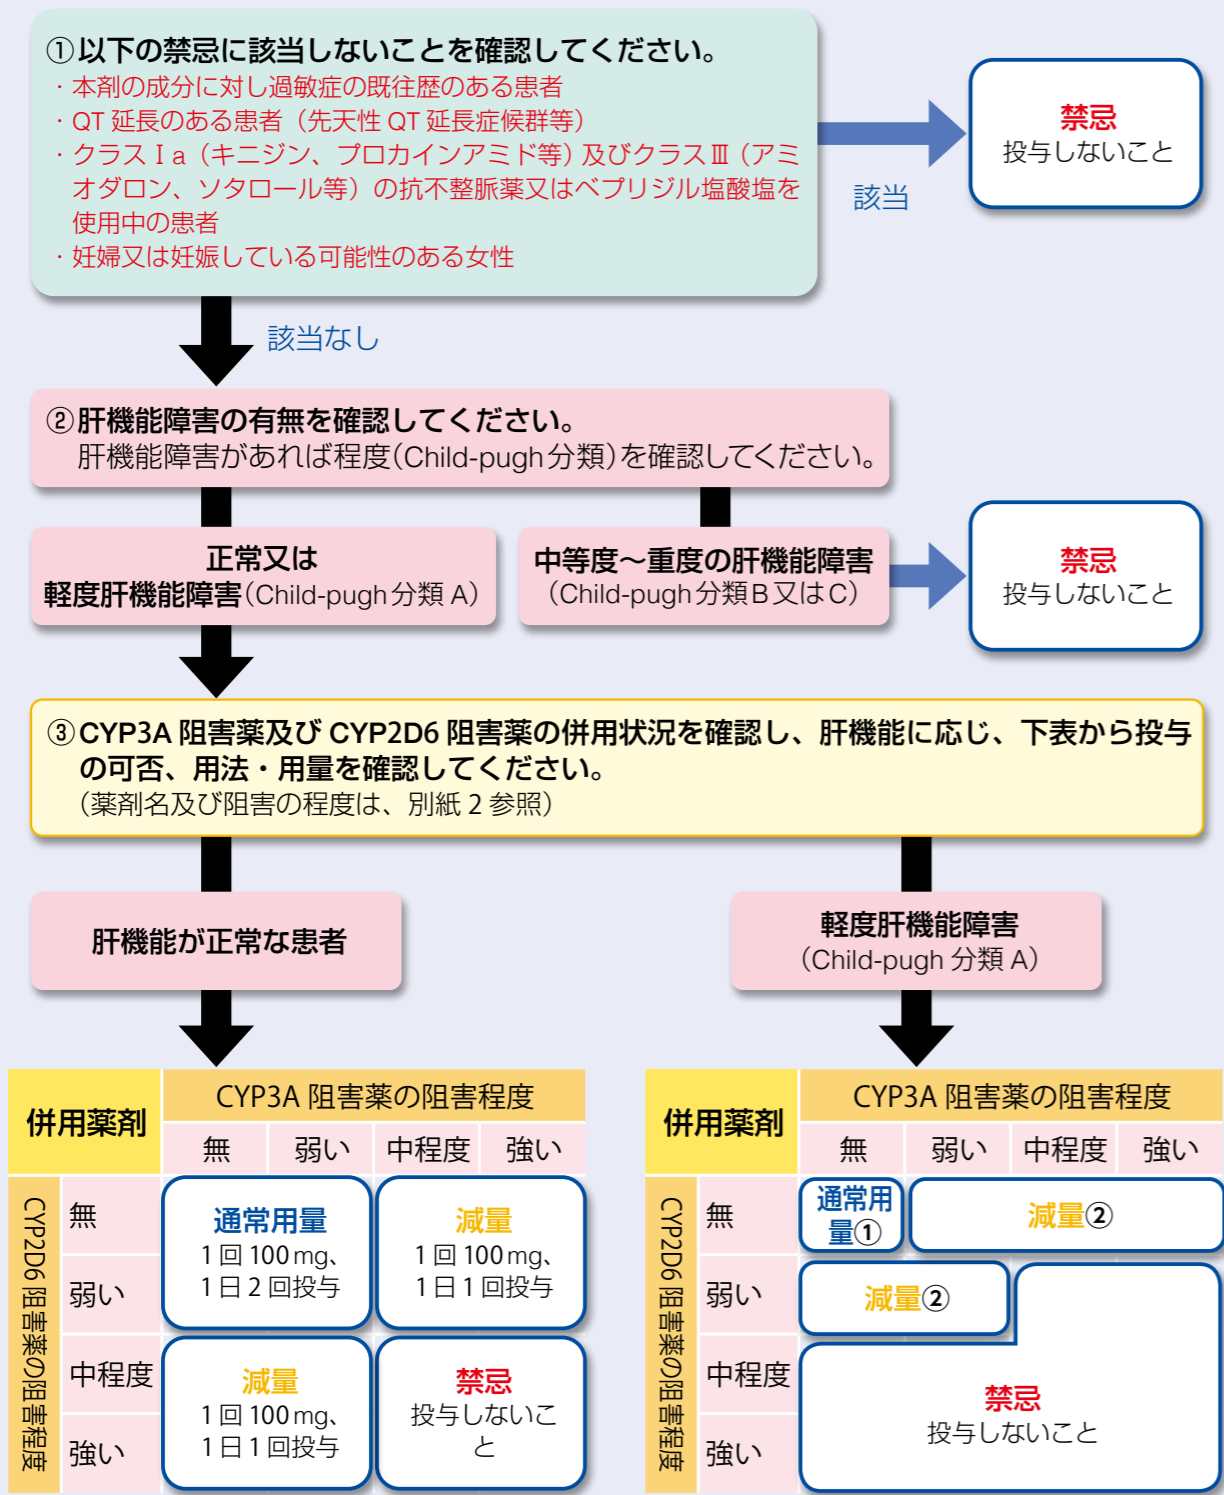 ①以下の禁忌に該当しないことを確認してください。
・本剤の成分に対し過敏症の既往歴のある患者
・QT 延長のある患者（先天性 QT 延長症候群等）
・クラスⅠa（キニジン、プロカインアミド等）及びクラスⅢ（アミ
オダロン、ソタロール等）の抗不整脈薬又はベプリジル塩酸塩を
使用中の患者
・妊婦又は妊娠している可能性のある女性
該当
禁忌
投与しないこと
該当なし
②肝機能障害の有無を確認してください。
肝機能障害があれば程度（Child-pugh 分類）を確認してください。
正常又は
軽度肝機能障害（Child-pugh 分類 A）
中等度～重度の肝機能障害
（Child-pugh 分類 B 又は C）
禁忌
投与しないこと
③CYP3A 阻害薬及び CYP2D6 阻害薬の併用状況を確認し、肝機能に応じ、下表から投与
の可否、用法・用量を確認してください。
（薬剤名及び阻害の程度は、別紙 2 参照）
肝機能が正常な患者
軽度肝機能障害
（Child-pugh 分類 A）
併用薬剤
CYP3A 阻害薬の阻害程度
無 弱い 中程度 強い
CYP2D6 阻害薬の阻害程度
無
弱い
中程度
強い
通常用量
1 回 100 mg、
1 日 2 回投与
減量
1 回 100 mg、
1 日 1 回投与
減量
1 回 100 mg、
1 日 1 回投与
禁忌
投与しないこ
と
併用薬剤
CYP3A 阻害薬の阻害程度
無 弱い 中程度 強い
CYP2D6 阻害薬の阻害程度
無
弱い
中程度
強い
通常用
量①
減量②
減量②
禁忌
投与しないこと